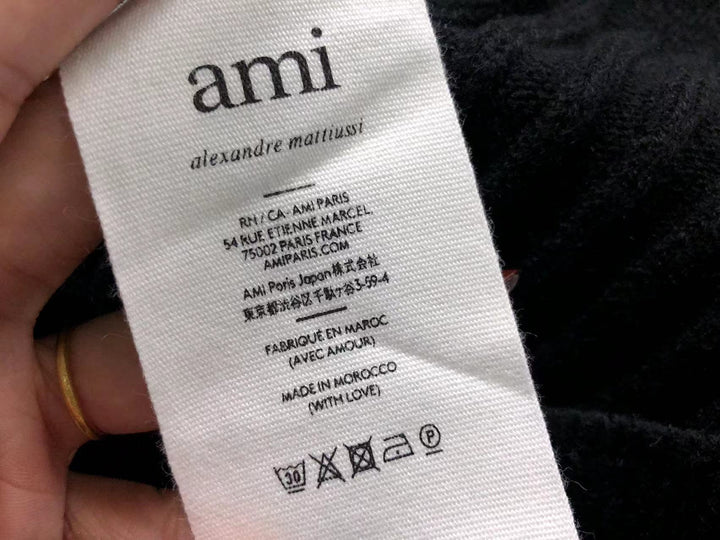 ami
alexandre mattiussi
RN / CA - AMI PARIS
54 RUE ETIENNE MARCEL,
75002 PARIS FRANCE
AMIPARIS.COM
AMI Paris Japan株式会社
東京都渋谷区千駄ヶ谷3-59-4
FABRIQUÉ EN MAROC
(AVEC AMOUR)
MADE IN MOROCCO
(WITH LOVE)
30 P